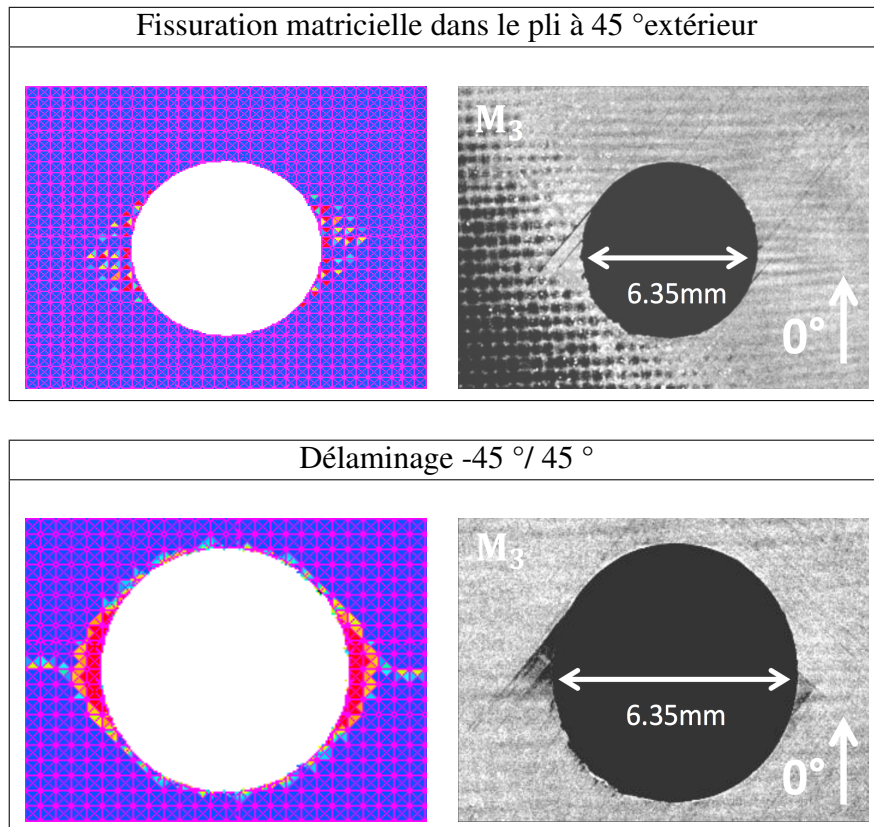 Fissuration matricielle dans le pli à 45 °extérieur
M₃
6.35mm
0°
Délaminage -45 °/ 45 °
M₃
6.35mm
0°